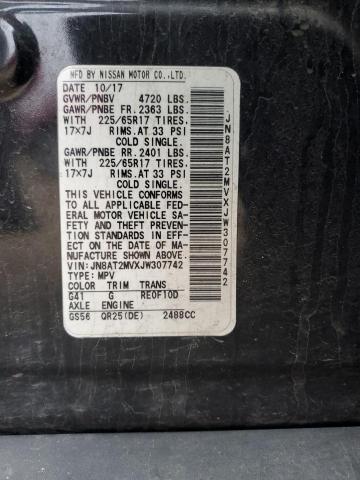 MFD BY NISSAN MOTOR CO.,LTD.
DATE 10/17
GVWR/PNBV 4720 LBS.
GAWR/PNBE FR. 2363 LBS.
WITH 225/65R17 TIRES.
17x7J RIMS.AT 33 PSI
COLD SINGLE.
GAWR/PNBE RR. 2401 LBS.
WITH 225/65R17 TIRES.
17x7J RIMS.AT 33 PSI
COLD SINGLE.
THIS VEHICLE CONFORMS
TO ALL APPLICABLE FED-
ERAL MOTOR VEHICLE SA-
FETY AND THEFT PREVEN-
TION STANDARDS IN EFF-
ECT ON THE DATE OF MA-
NUFACTURE SHOWN ABOVE.
VIN: JN8AT2MVXJW307742
TYPE: MPV
COLOR TRIM TRANS
G41 G RE0F10D
AXLE ENGINE
GS56 QR25(DE) 2488CC
JN8AT2MVXJW307742